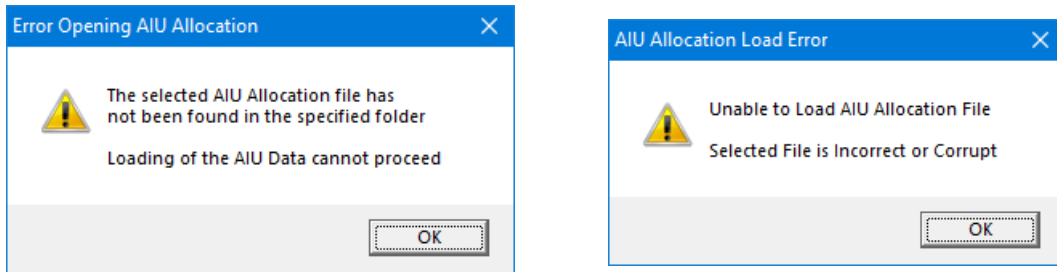 Error Opening AIU Allocation
The selected AIU Allocation file has
not been found in the specified folder
Loading of the AIU Data cannot proceed
OK
AIU Allocation Load Error
Unable to Load AIU Allocation File
Selected File is Incorrect or Corrupt
OK